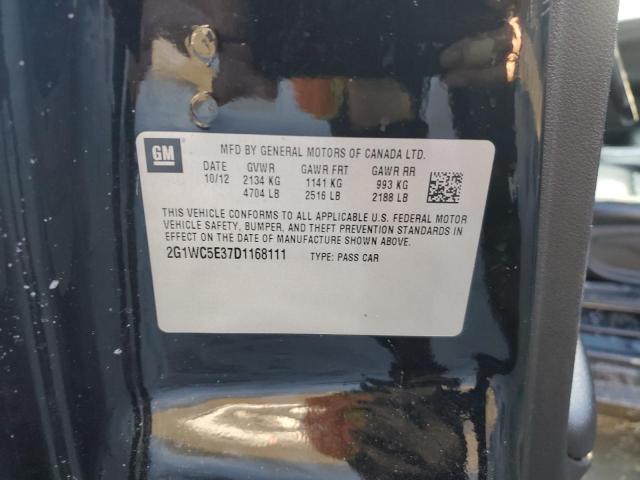 GM
MFD BY GENERAL MOTORS OF CANADA LTD.
DATE GVWR GAWR FRT GAWR RR
10/12 2134 KG 1141 KG 993 KG
4704 LB 2516 LB 2188 LB
THIS VEHICLE CONFORMS TO ALL APPLICABLE U.S. FEDERAL MOTOR
VEHICLE SAFETY, BUMPER, AND THEFT PREVENTION STANDARDS IN
EFFECT ON THE DATE OF MANUFACTURE SHOWN ABOVE.
2G1WC5E37D1168111 TYPE: PASS CAR